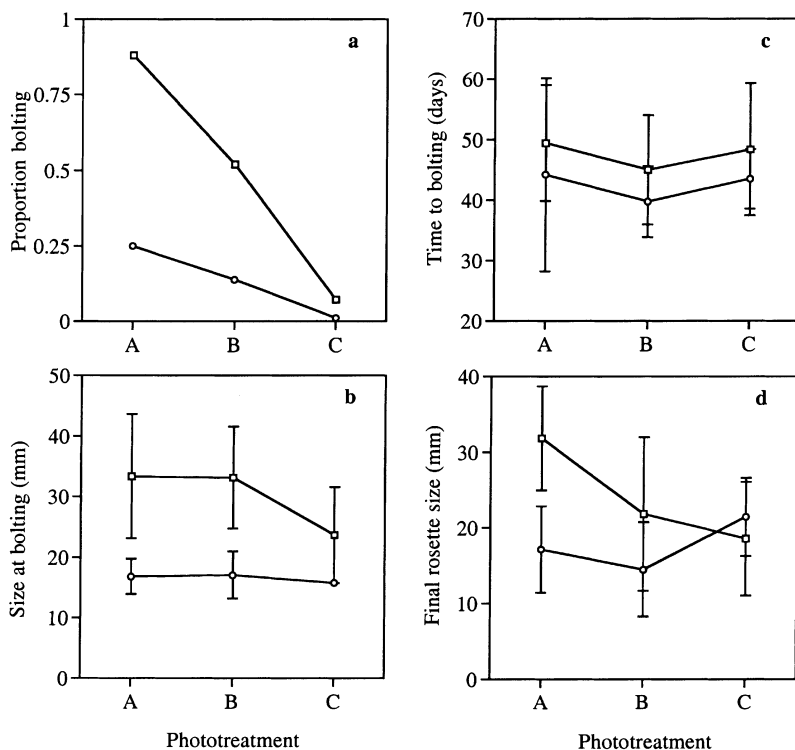 Proportion bolting
1
0.75
0.5
0.25
0
A B C
a
Time to bolting (days)
70
60
50
40
30
20
A B C
c
Size at bolting (mm)
50
40
30
20
10
0
A B C
b
Phototreatment
Final rosette size (mm)
40
30
20
10
0
A B C
d
Phototreatment